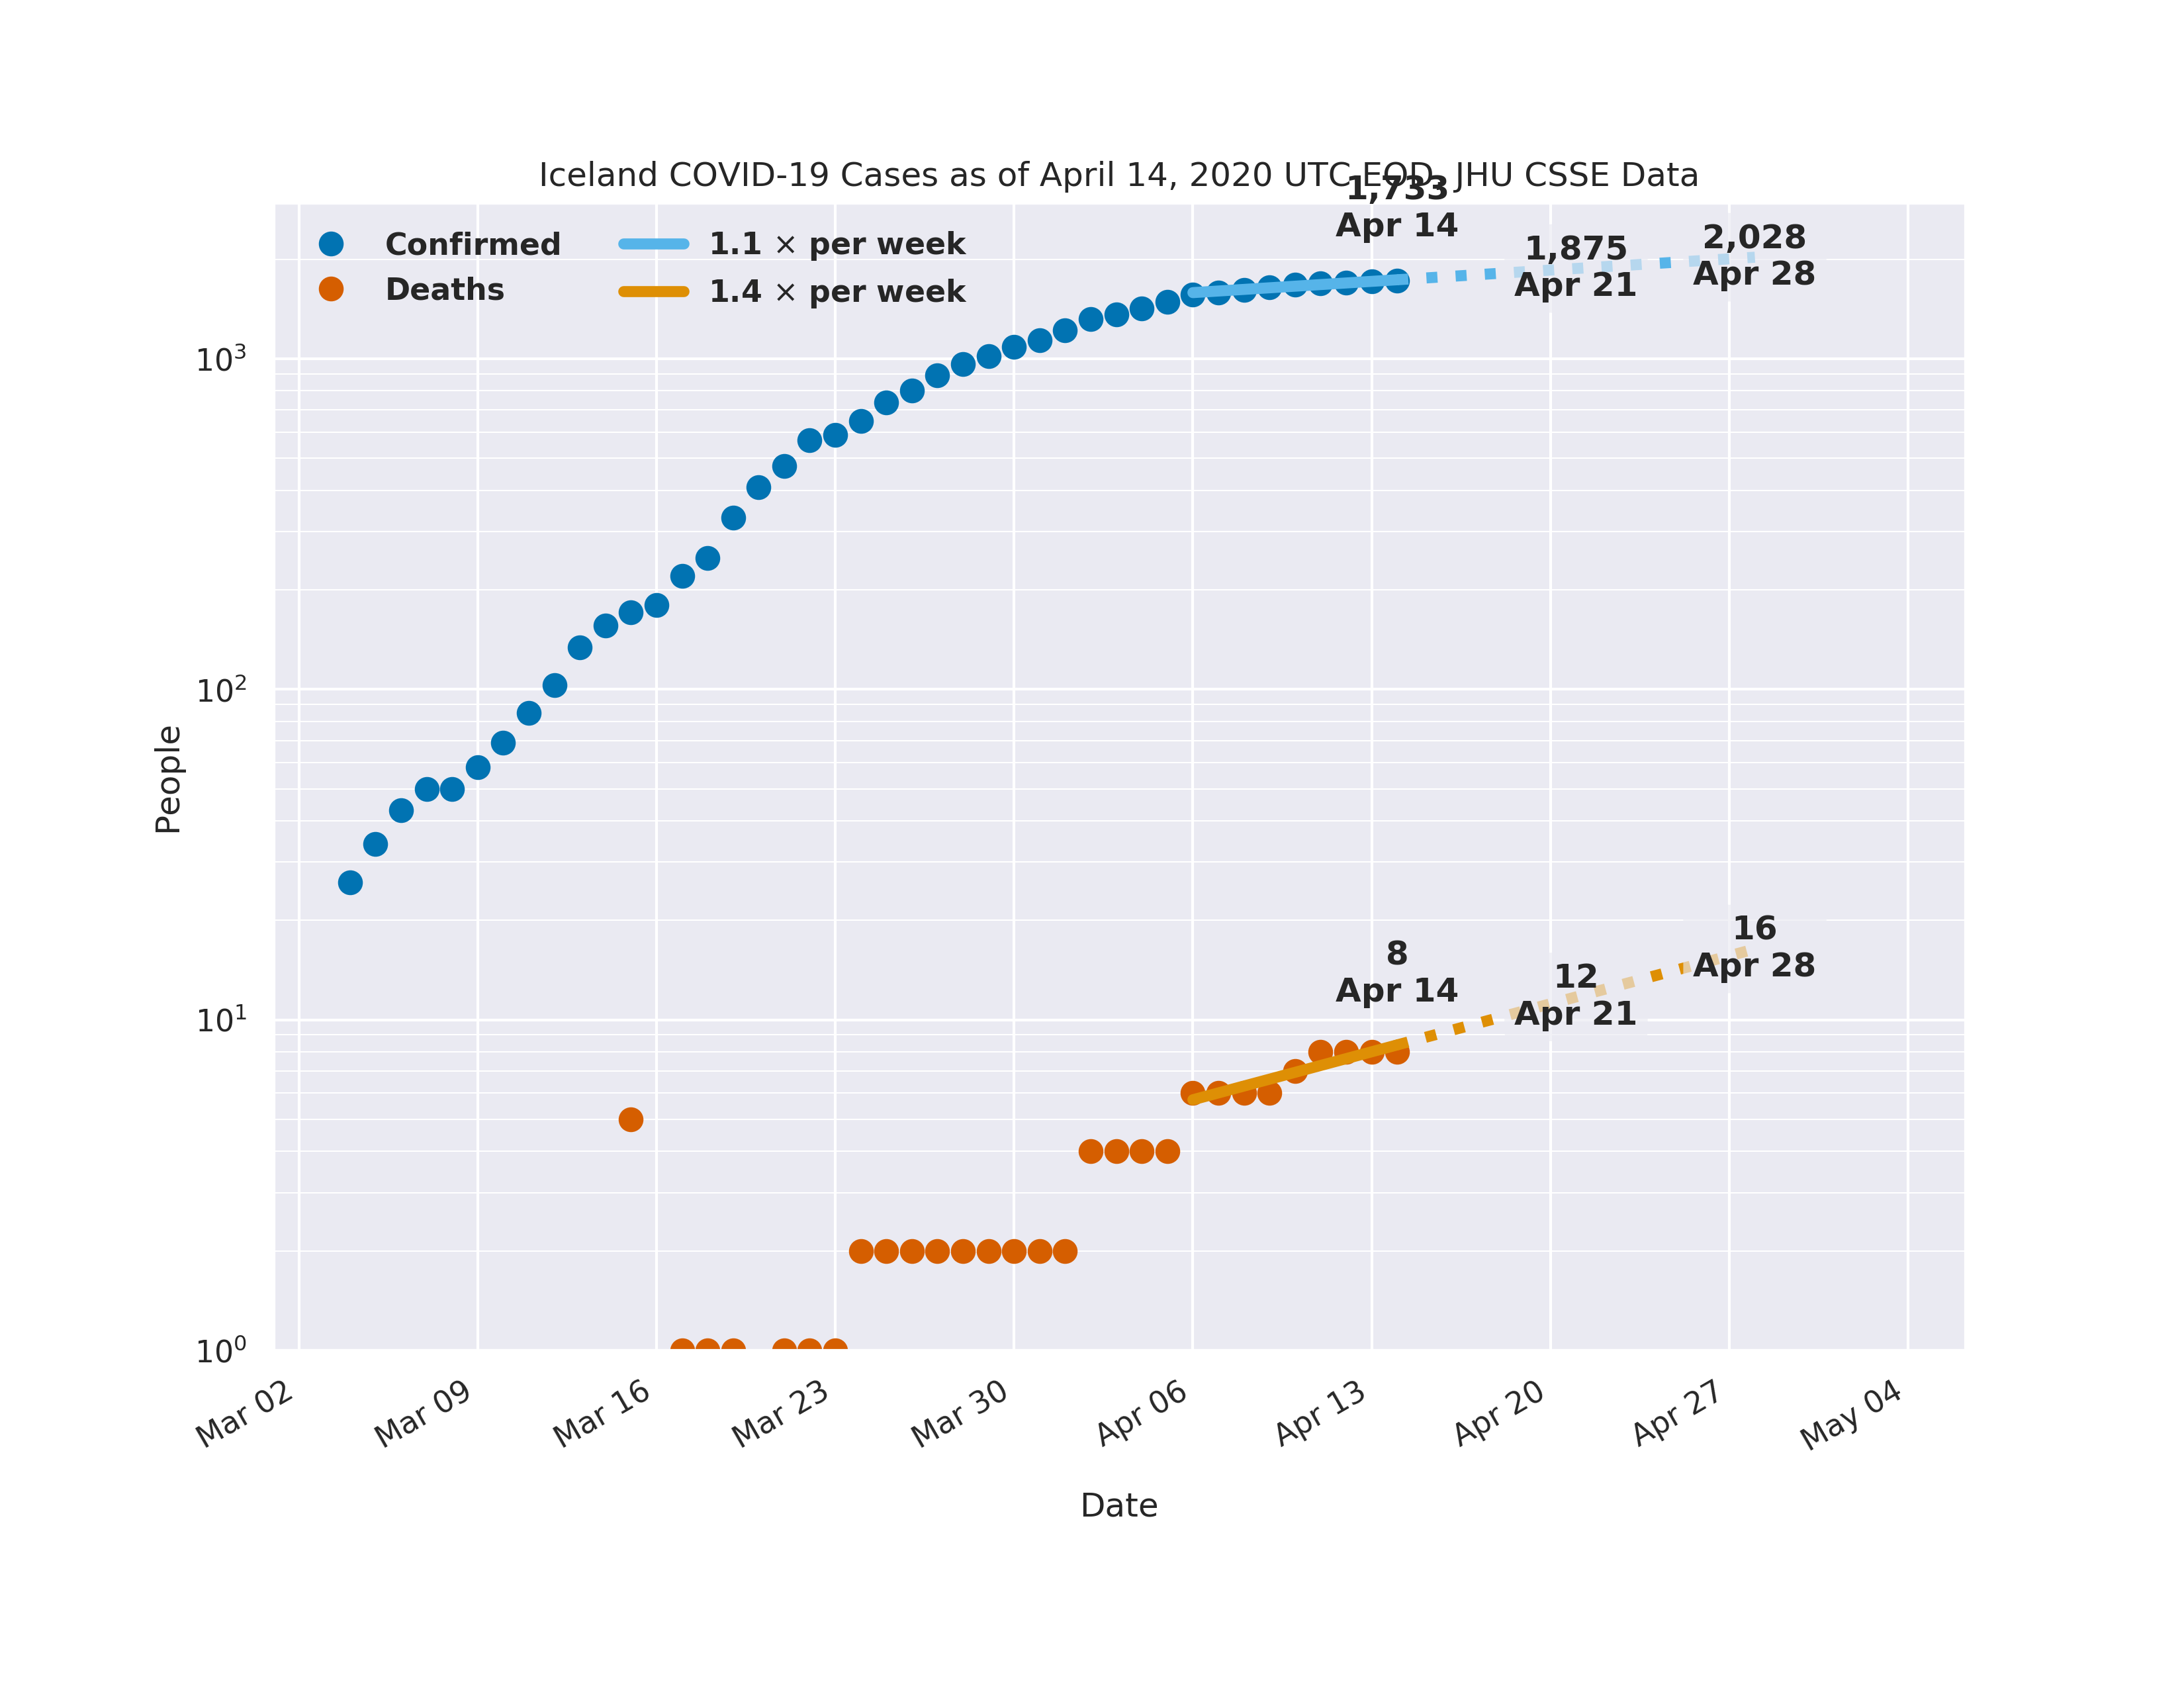 Iceland COVID-19 Cases as of April 14, 2020 UTC EOD, JHU CSSE Data
1,733
Apr 14
1,875
Apr 21
2,028
Apr 28
Confirmed
Deaths
1.1 × per week
1.4 × per week
10³
10²
10¹
10⁰
People
8
Apr 14
12
Apr 21
16
Apr 28
Mar 02
Mar 09
Mar 16
Mar 23
Mar 30
Apr 06
Apr 13
Apr 20
Apr 27
May 04
Date